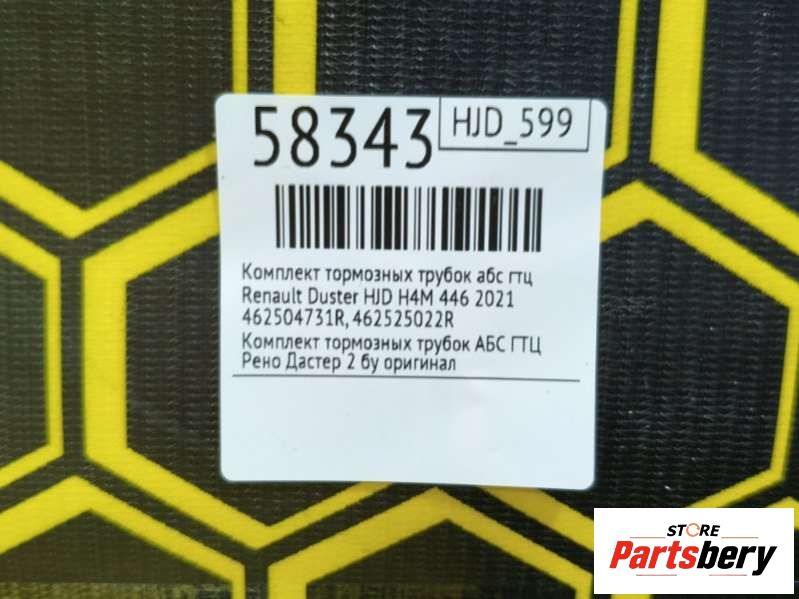 58343
HJD_599
Комплект тормозных трубок абс гтц
Renault Duster HJD H4M 446 2021
462504731R, 462525022R
Комплект тормозных трубок АБС ГТЦ
Рено Дастер 2 бу оригинал
STORE
Partsbery